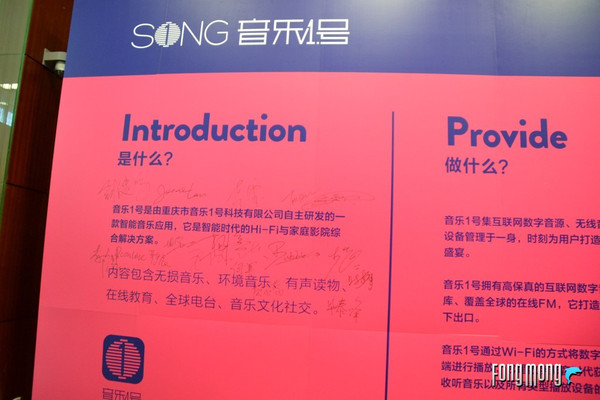 SONG 音乐1号
Introduction
是什么?
音乐1号是由重庆市音乐1号科技有限公司自主研发的一
款智能音乐应用,它是智能时代的Hi-Fi与家庭影院综
合解决方案。
内容包含无损音乐、环境音乐、有声读物、
在线教育、全球电台、音乐文化社交。
音乐1号
Provide
做什么?
音乐1号集互联网数字音源、无线
设备管理于一身,时刻为用户打造
盛宴。
音乐1号拥有高保真的互联网数字
库、覆盖全球的在线FM,它打造
下出口。
音乐1号通过Wi-Fi的方式将数字
端进行播放
代获
收听音乐以及所有类型播放设备的
FONG MONG